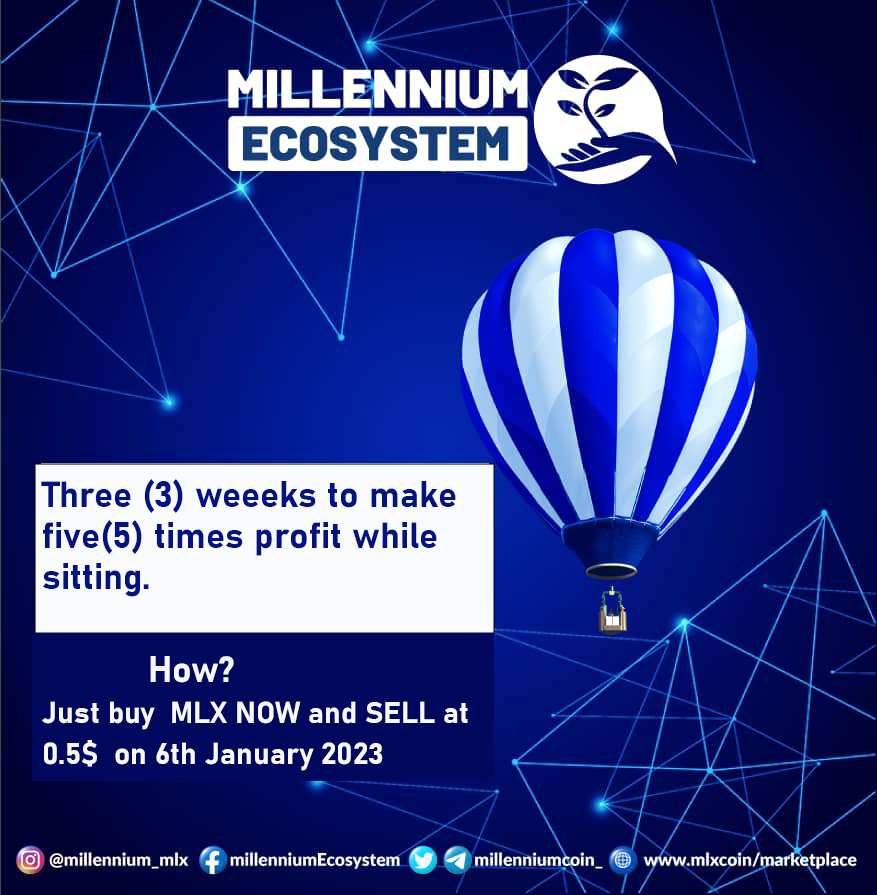 MILLENNIUM
ECOSYSTEM
Three (3) weeeks to make
five(5) times profit while
sitting.
How?
Just buy MLX NOW and SELL at
0.5$ on 6th January 2023
@millennium_mlx millenniumEcosystem millenniumcoin_ www.mlxcoin/marketplace